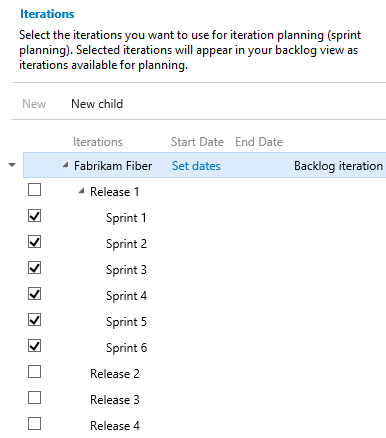 Iterations
Select the iterations you want to use for iteration planning (sprint
planning). Selected iterations will appear in your backlog view as
iterations available for planning.
New New child
Iterations Start Date End Date
Fabrikam Fiber Set dates Backlog iteration
Release 1
Sprint 1
Sprint 2
Sprint 3
Sprint 4
Sprint 5
Sprint 6
Release 2
Release 3
Release 4